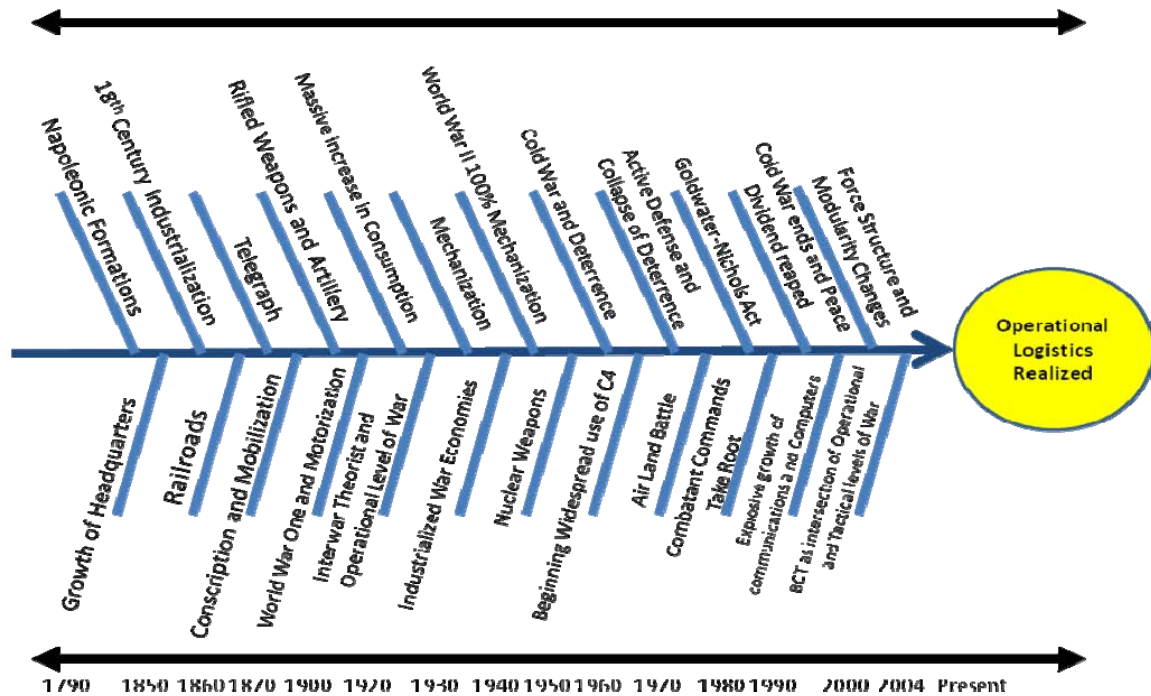 Napoleonic Formations
18th Century Industrialization
Telegraph
Rifled Weapons and Artillery
Massive Increase in Consumption
Mechanization
World War II 100% Mechanization
Cold War and Deterrence
Active Defense and
Collapse of Deterrence
Goldwater-Nichols Act
Cold War ends and Peace
Dividend reaped
Force Structure and
Modularity Changes
Operational
Logistics
Realized
Growth of Headquarters
Railroads
Conscription and Mobilization
World War One and Motorization
Interwar Theorist and
Operational Level of War
Industrialized War Economies
Nuclear Weapons
Beginning Widespread use of C4
Air Land Battle
Combatant Commands
Take Root
Explosive growth of
communications and Computers
BCT as intersection of Operational
and Tactical levels of War
1790 1850 1860 1870 1900 1920 1930 1940 1950 1960 1970 1980 1990 2000 2004 Present